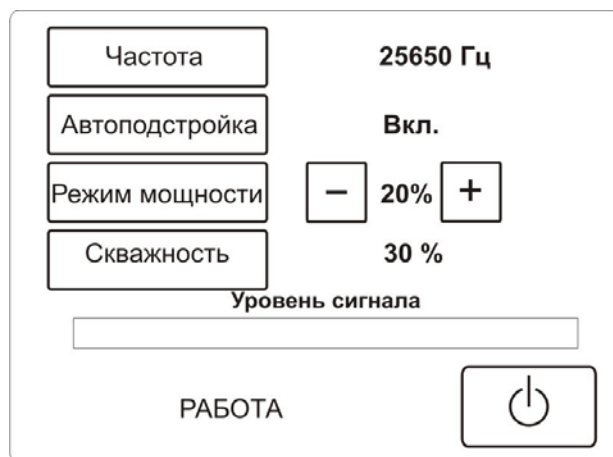 Частота 25650 Гц
Автоподстройка Вкл.
Режим мощности − 20% +
Скважность 30 %
Уровень сигнала
РАБОТА